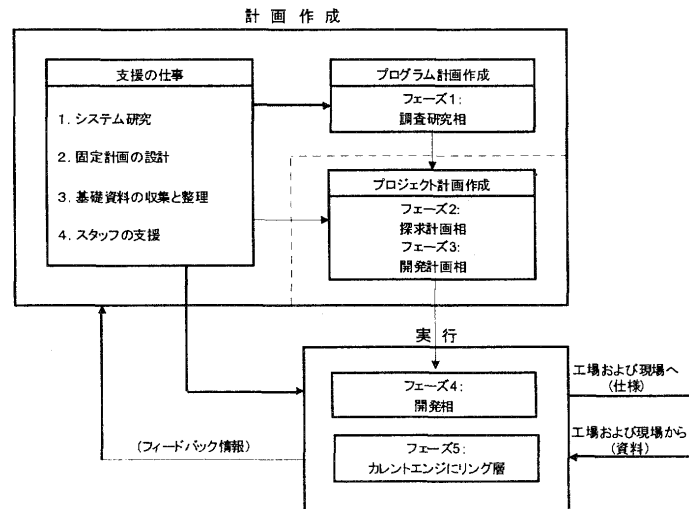 計画作成
支援の仕事
1. システム研究
2. 固定計画の設計
3. 基礎資料の収集と整理
4. スタッフの支援
プログラム計画作成
フェーズ1:
調査研究相
プロジェクト計画作成
フェーズ2:
探求計画相
フェーズ3:
開発計画相
実行
フェーズ4:
開発相
フェーズ5:
カレントエンジにリング層
(フィードバック情報)
工場および現場へ
(仕様)
工場および現場から
(資料)